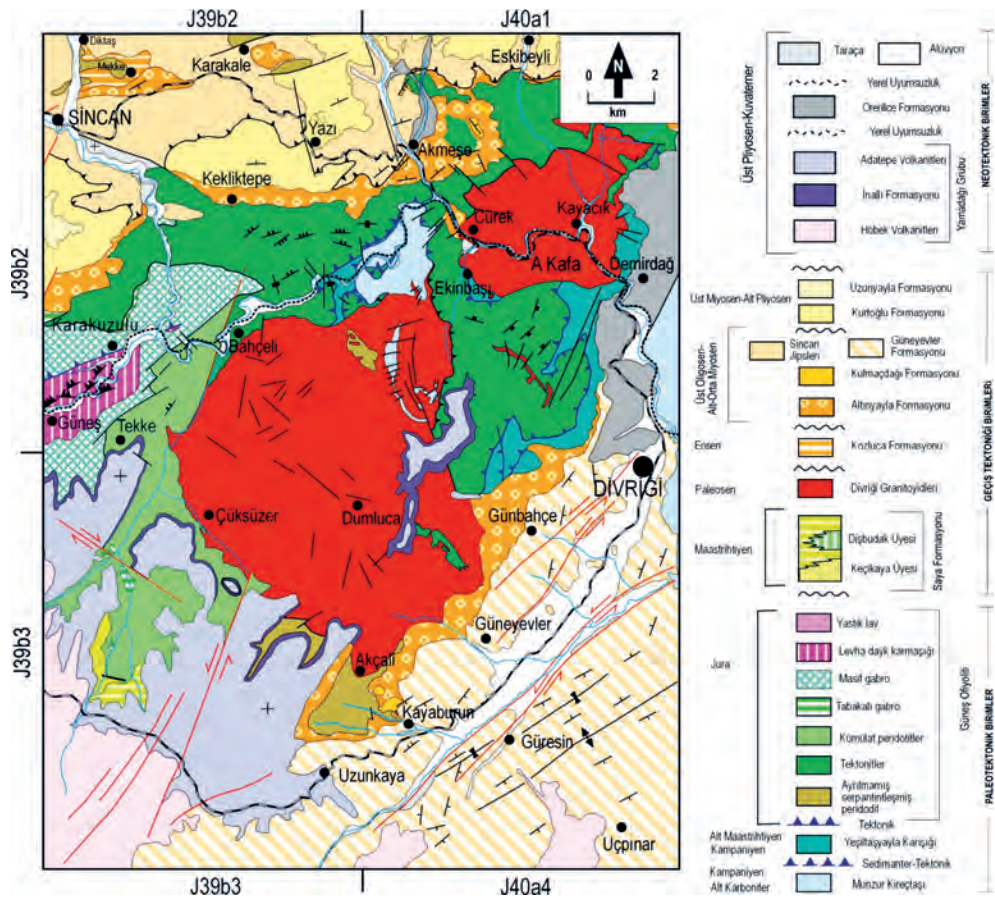 J39b2
J40a1
Diktaş
Mekke
Karakale
Eskibeyli
N
0 2
km
SİNCAN
Yazı
Akmeşe
Kekliktepe
Cürek
Kayacık
A Kafa
Demirdağ
Ekinbaşı
J39b2
Karakuzulu
Bahçeli
Güneş
Tekke
DİVRİĞİ
Çüksüzer
Dumluca
Günbahçe
J39b3
Güneyevler
Akçali
Kayaburun
Güresin
Uzunkaya
Uçpınar
J39b3
J40a4
Üst Pliyosen-Kuvaterner
Taraça
Alüvyon
Yerel Uyumsuzluk
Örenlice Formasyonu
Yerel Uyumsuzluk
Adatepe Volkanitleri
İnallı Formasyonu
Höbek Volkanitleri
Yamadağı Grubu
NEOTEKTONİK BİRİMLER
Üst Miyosen-Alt Pliyosen
Uzunyayla Formasyonu
Kurtoğlu Formasyonu
Üst Oligosen-
Alt-Orta Miyosen
Sincan
Jipsleri
Güneyevler
Formasyonu
Kulmaçdağı Formasyonu
Altınyayla Formasyonu
Eosen
Kozluca Formasyonu
Paleosen
Divriği Granitoyidleri
Maastrihtiyen
Dişbudak Üyesi
Keçikaya Üyesi
Saya Formasyonu
GEÇİŞ TEKTONİĞİ BİRİMLERİ
Jura
Yastık lav
Levha dayk karmaşığı
Masif gabro
Tabakalı gabro
Kümülat peridotitler
Tektonitler
Ayrılmamış
serpantinleşmiş
peridotit
Güneş Ofiyoliti
Tektonik
Alt Maastrihtiyen
Kampaniyen
Yeşiltaşyayla Karışığı
Sedimanter-Tektonik
Kampaniyen
Alt Karbonifer
Munzur Kireçtaşı
PALEOTEKTONİK BİRİMLER